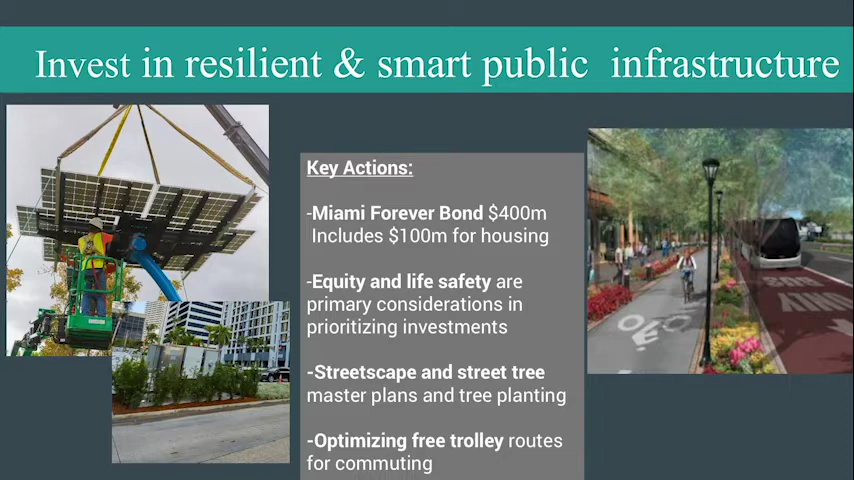 Invest in resilient & smart public infrastructure
Key Actions:
-Miami Forever Bond $400m
Includes $100m for housing
-Equity and life safety are
primary considerations in
prioritizing investments
-Streetscape and street tree
master plans and tree planting
-Optimizing free trolley routes
for commuting
BUS
ONLY